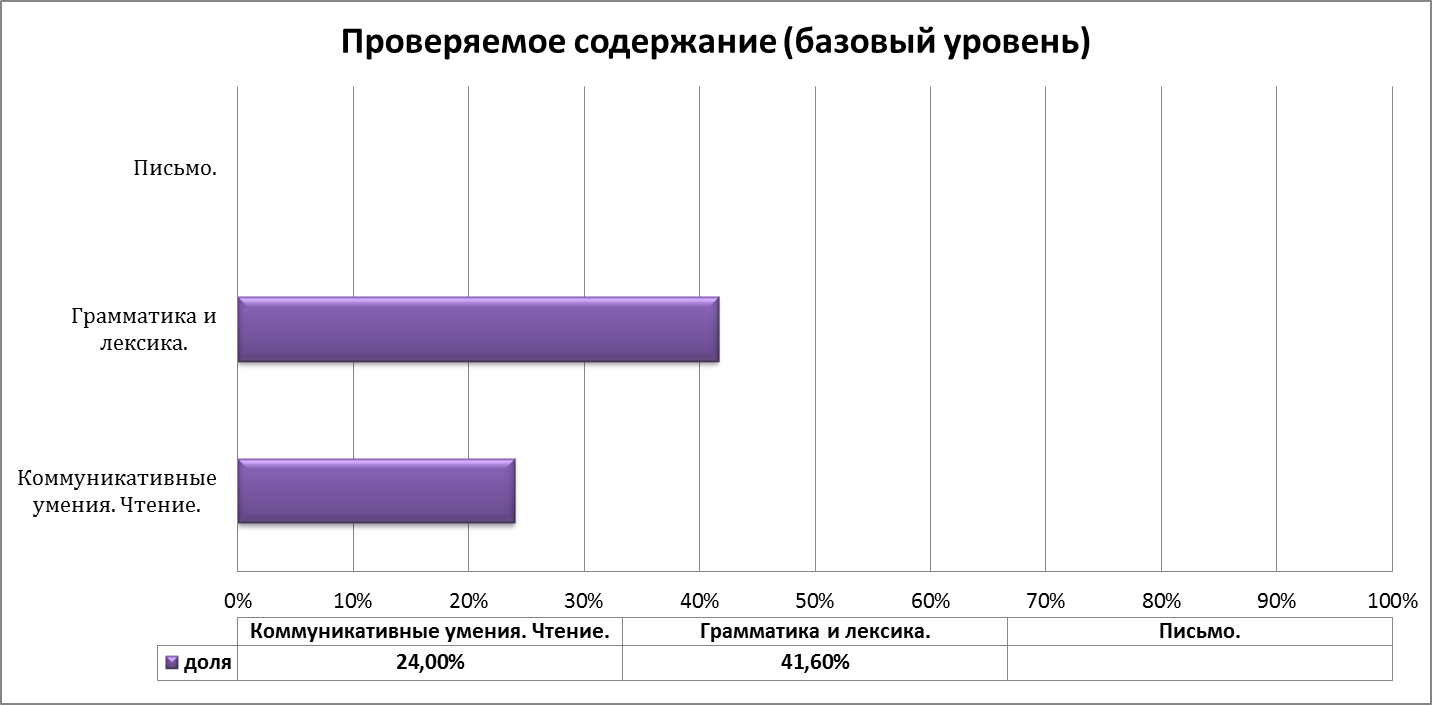 Проверяемое содержание (базовый уровень)
Письмо.
Грамматика и
лексика.
Коммуникативные
умения. Чтение.
0% 10% 20% 30% 40% 50% 60% 70% 80% 90% 100%
Коммуникативные умения. Чтение. Грамматика и лексика. Письмо.
доля 24,00% 41,60%